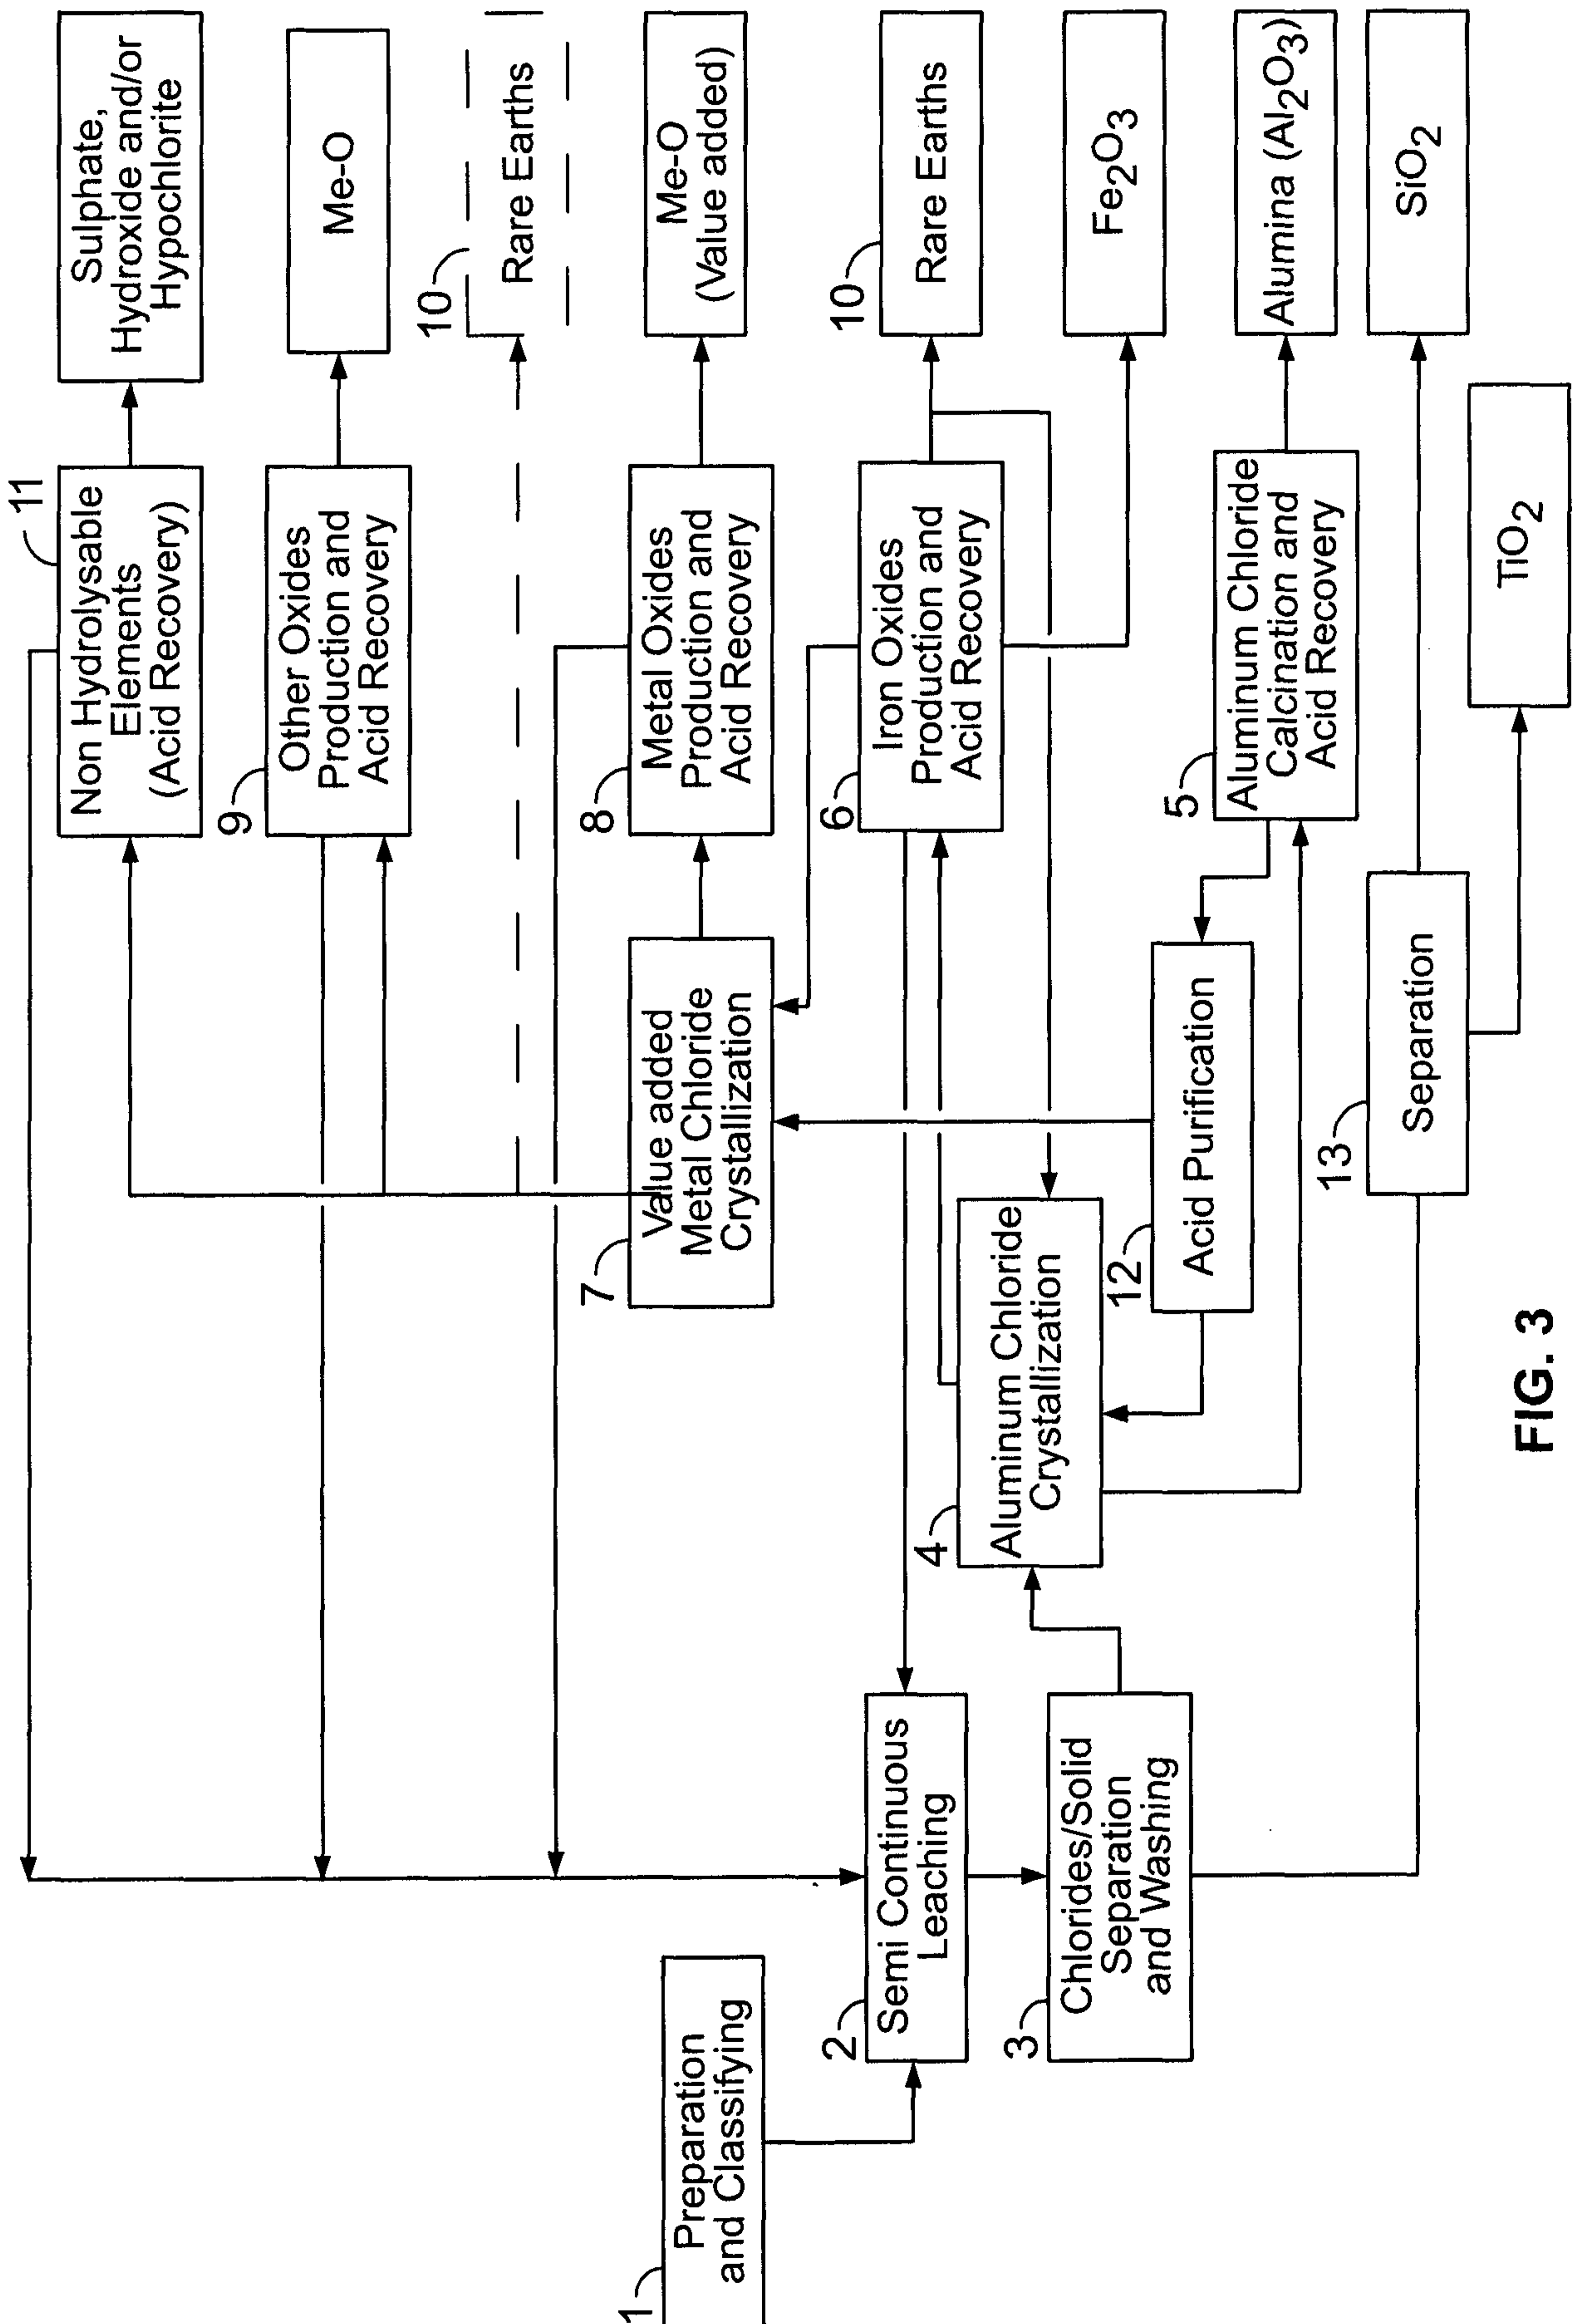 1
Preparation
and Classifying
2
Semi Continuous
Leaching
3
Chlorides/Solid
Separation
and Washing
4
Aluminum Chloride
Crystallization
7
Value added
Metal Chloride
Crystallization
12
Acid Purification
13
Separation
11
Non Hydrolysable
Elements
(Acid Recovery)
9
Other Oxides
Production and
Acid Recovery
8
Metal Oxides
Production and
Acid Recovery
6
Iron Oxides
Production and
Acid Recovery
5
Aluminum Chloride
Calcination and
Acid Recovery
Sulphate,
Hydroxide and/or
Hypochlorite
Me-O
10
Rare Earths
Me-O
(Value added)
10
Rare Earths
Fe2O3
Alumina (Al2O3)
SiO2
TiO2
FIG. 3